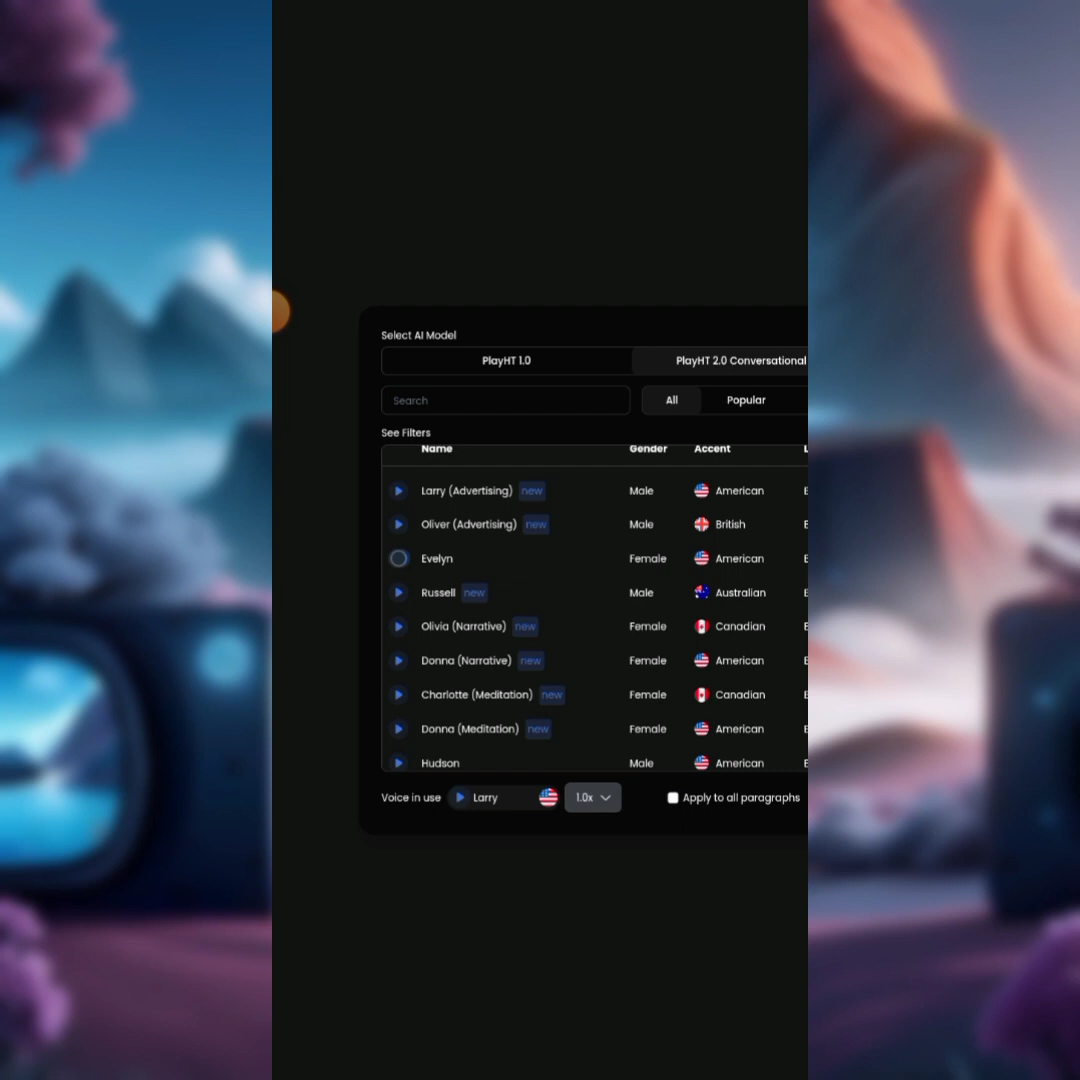 Select AI Model
PlayHT 1.0 PlayHT 2.0 Conversational
Search All Popular
See Filters
Name Gender Accent
Larry (Advertising) new Male American
Oliver (Advertising) new Male British
Evelyn Female American
Russell new Male Australian
Olivia (Narrative) new Female Canadian
Donna (Narrative) new Female American
Charlotte (Meditation) new Female Canadian
Donna (Meditation) new Female American
Hudson Male American
Voice in use Larry 1.0x Apply to all paragraphs